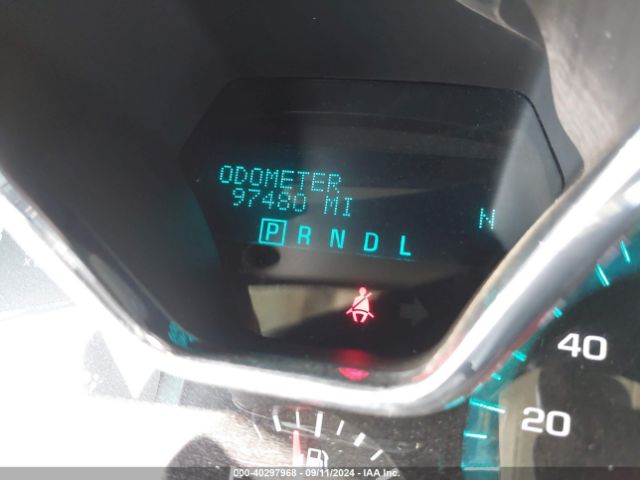 ODOMETER
97480 MI
N
P R N D L
40
20
000-40297968 - 09/11/2024 - IAA Inc.